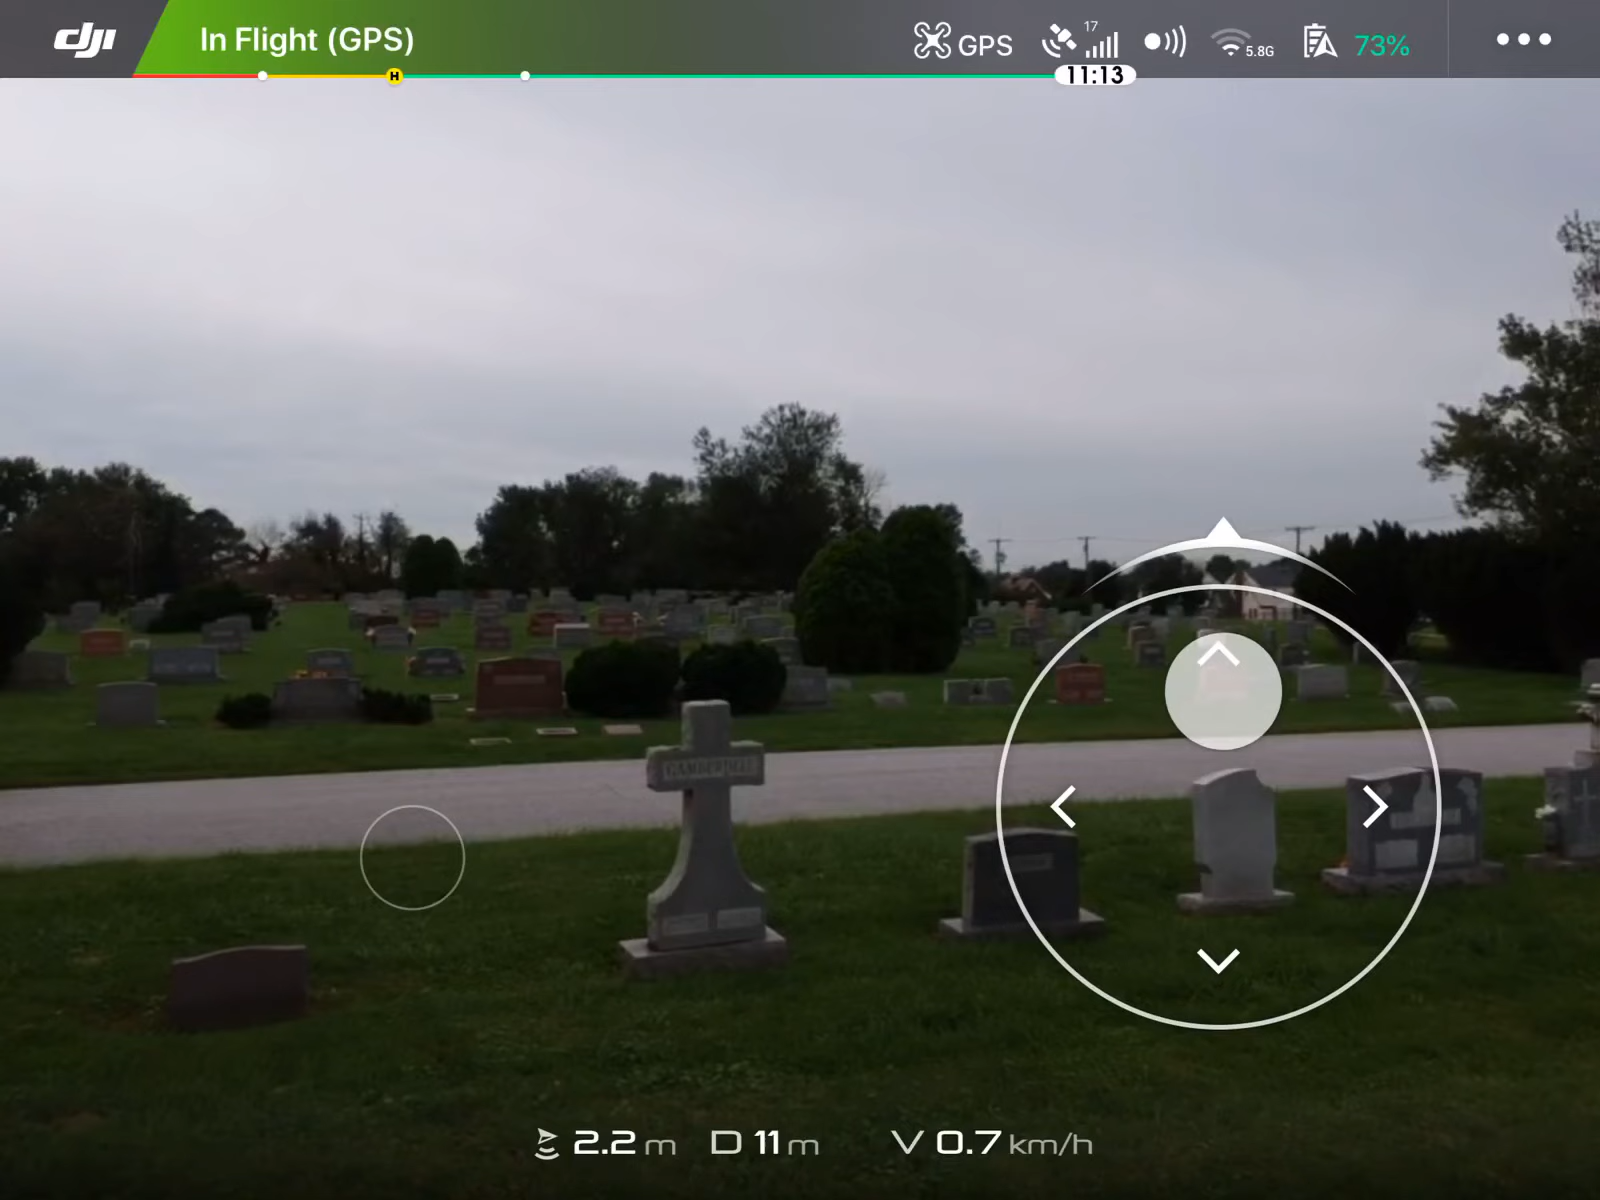 dji
In Flight (GPS)
GPS
17
5.8G
73%
H
11:13
2.2 m
D 11 m
V 0.7 km/h